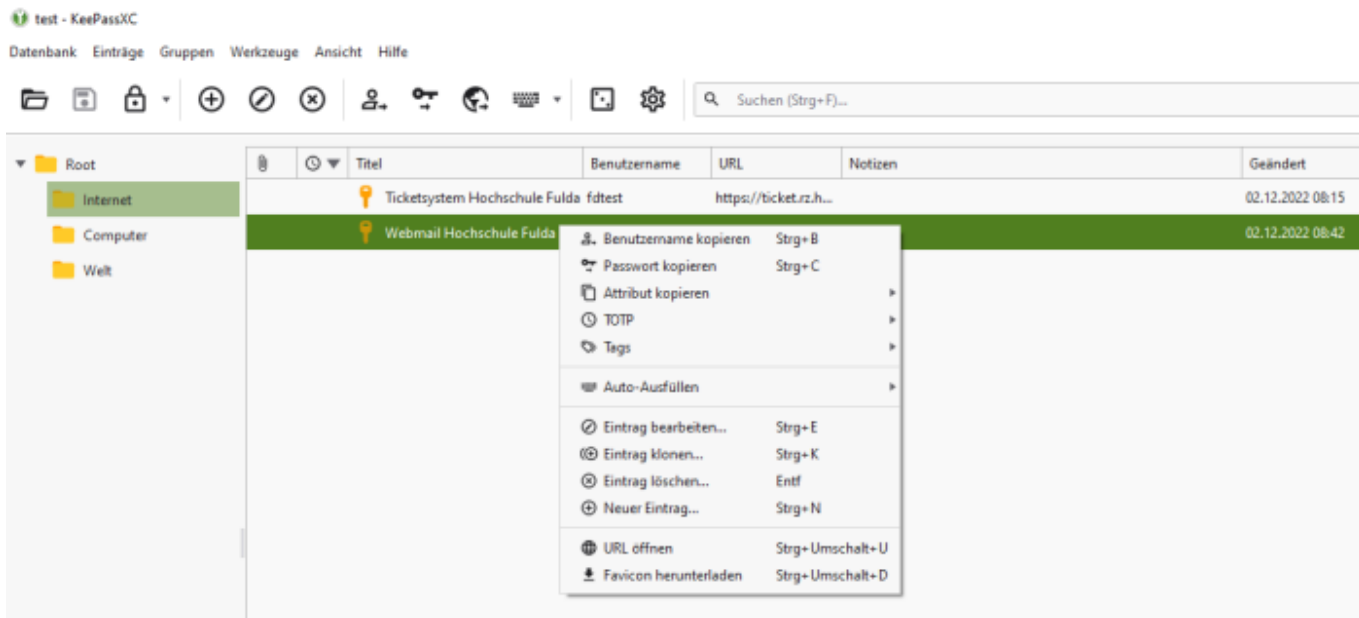 test - KeePassXC
Datenbank Einträge Gruppen Werkzeuge Ansicht Hilfe
Suchen (Strg+F)...
Root
Internet
Computer
Welt
Titel Benutzername URL Notizen Geändert
Ticketsystem Hochschule Fulda fdtest https://ticket.rz.h... 02.12.2022 08:15
Webmail Hochschule Fulda 02.12.2022 08:42
Benutzername kopieren Strg+B
Passwort kopieren Strg+C
Attribut kopieren
TOTP
Tags
Auto-Ausfüllen
Eintrag bearbeiten... Strg+E
Eintrag klonen... Strg+K
Eintrag löschen... Entf
Neuer Eintrag... Strg+N
URL öffnen Strg+Umschalt+U
Favicon herunterladen Strg+Umschalt+D